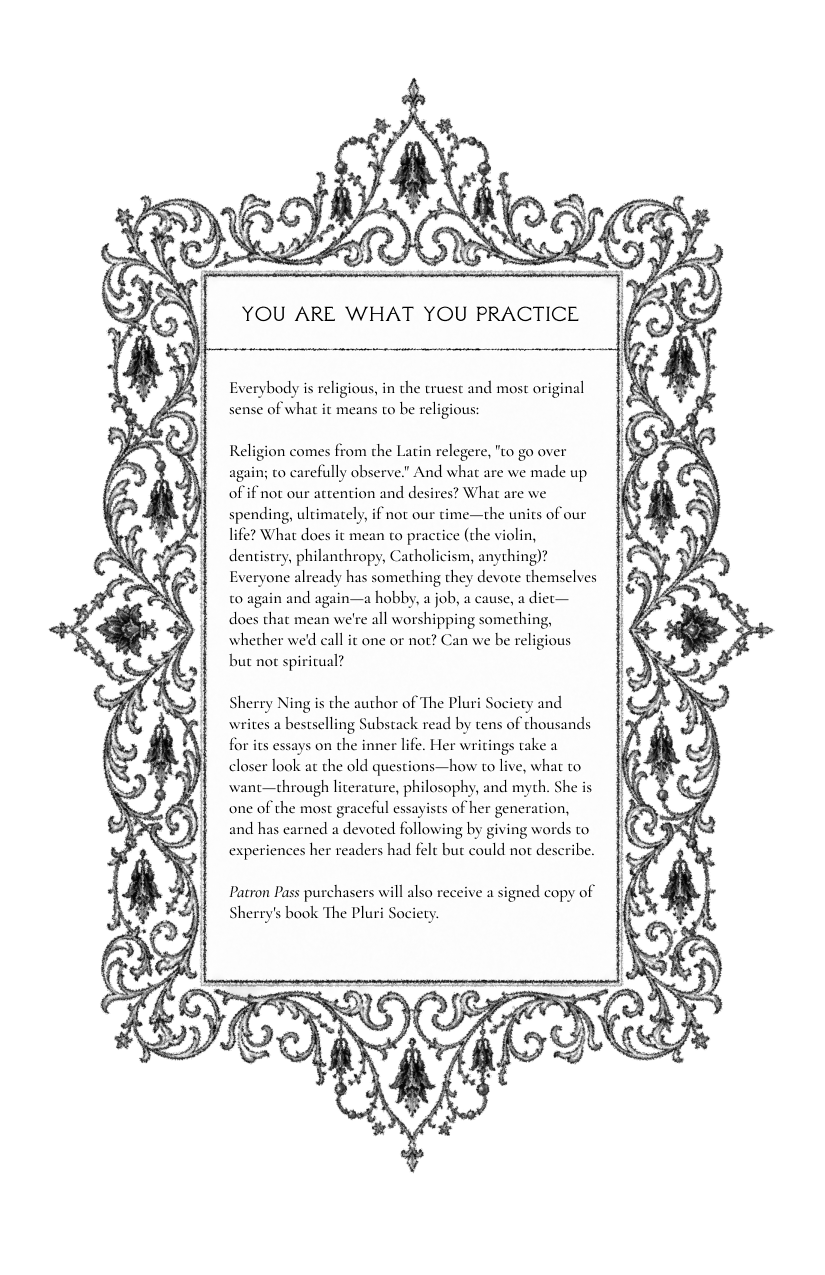 YOU ARE WHAT YOU PRACTICE
Everybody is religious, in the truest and most original
sense of what it means to be religious:
Religion comes from the Latin relegere, "to go over
again; to carefully observe." And what are we made up
of if not our attention and desires? What are we
spending, ultimately, if not our time—the units of our
life? What does it mean to practice (the violin,
dentistry, philanthropy, Catholicism, anything)?
Everyone already has something they devote themselves
to again and again—a hobby, a job, a cause, a diet—
does that mean we're all worshipping something,
whether we'd call it one or not? Can we be religious
but not spiritual?
Sherry Ning is the author of The Pluri Society and
writes a bestselling Substack read by tens of thousands
for its essays on the inner life. Her writings take a
closer look at the old questions—how to live, what to
want—through literature, philosophy, and myth. She is
one of the most graceful essayists of her generation,
and has earned a devoted following by giving words to
experiences her readers had felt but could not describe.
Patron Pass purchasers will also receive a signed copy of
Sherry's book The Pluri Society.